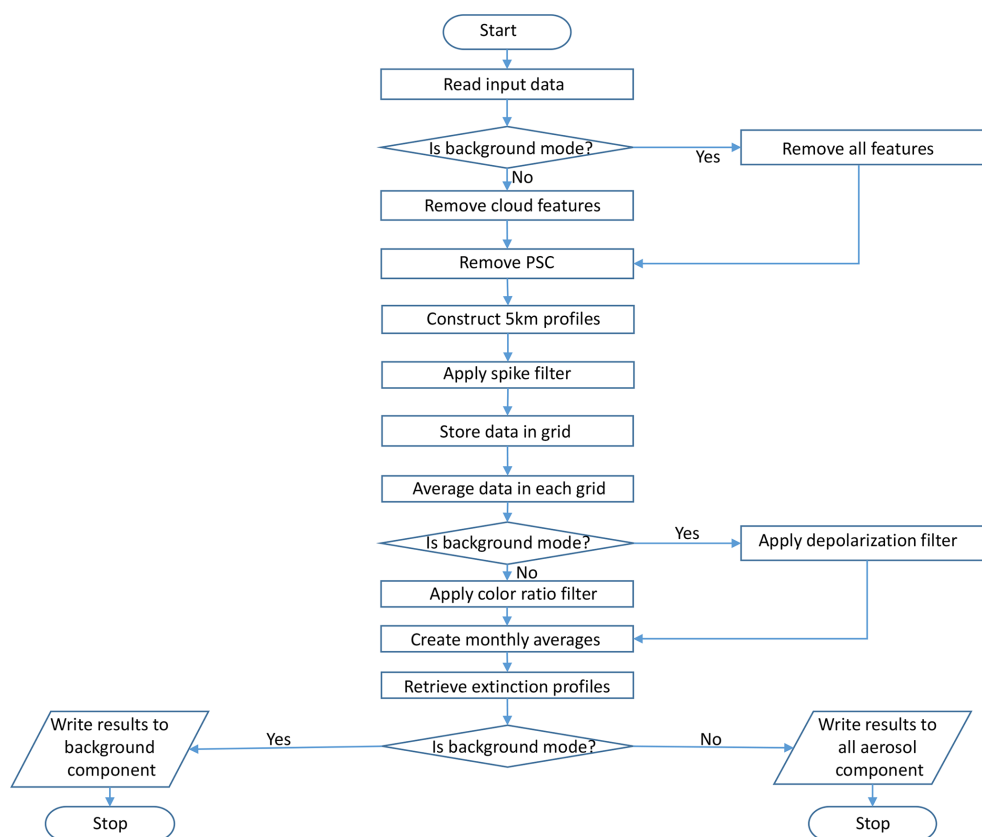 Start
Read input data
Is background mode?
Yes
Remove all features
No
Remove cloud features
Remove PSC
Construct 5km profiles
Apply spike filter
Store data in grid
Average data in each grid
Is background mode?
Yes
Apply depolarization filter
No
Apply color ratio filter
Create monthly averages
Retrieve extinction profiles
Is background mode?
Yes
Write results to
background
component
Stop
No
Write results to
all aerosol
component
Stop